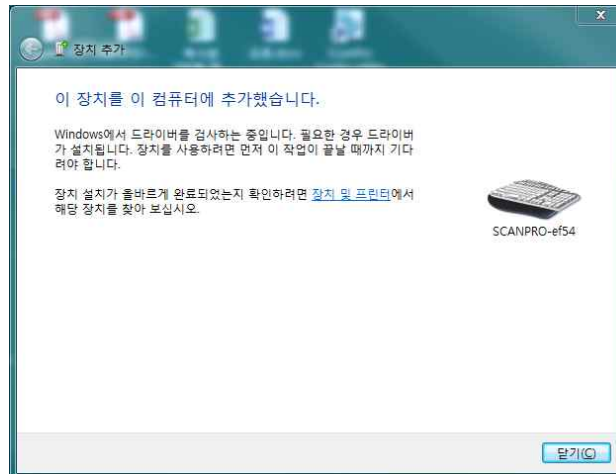 장치 추가
이 장치를 이 컴퓨터에 추가했습니다.
Windows에서 드라이버를 검사하는 중입니다. 필요한 경우 드라이버
가 설치됩니다. 장치를 사용하려면 먼저 이 작업이 끝날 때까지 기다
려야 합니다.
장치 설치가 올바르게 완료되었는지 확인하려면 장치 및 프린터에서
해당 장치를 찾아 보십시오.
SCANPRO-ef54
닫기(C)